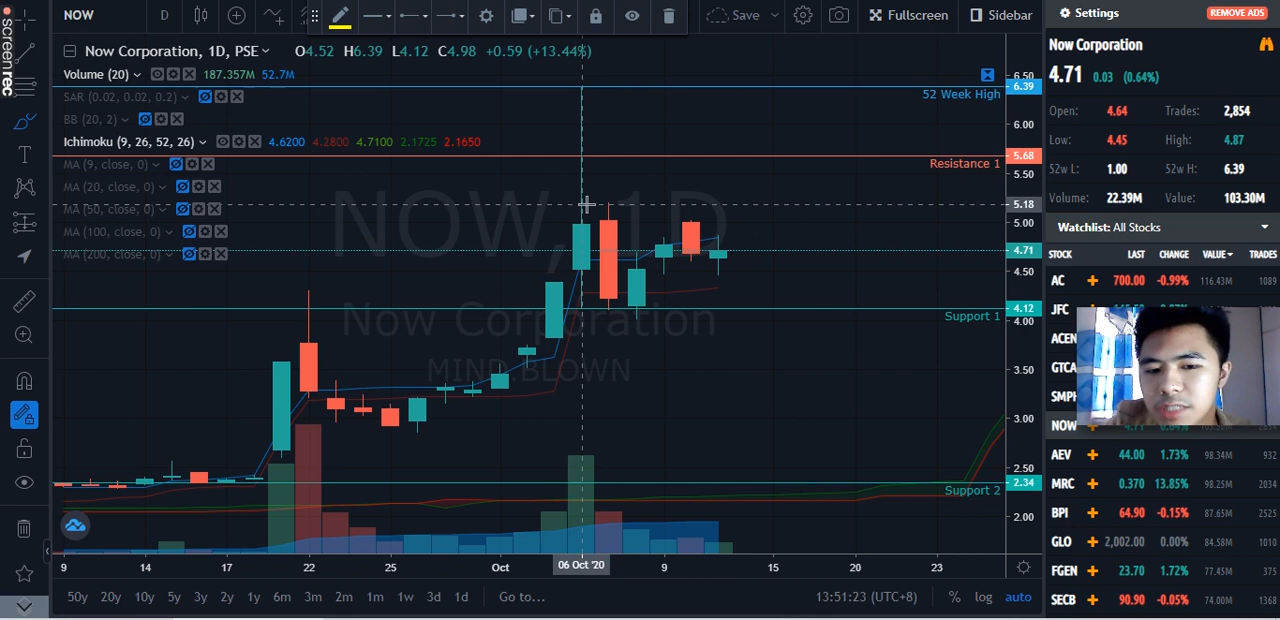 screenrec
NOW D Save Fullscreen Sidebar
Now Corporation, 1D, PSE O4.52 H6.39 L4.12 C4.98 +0.59 (+13.44%)
Volume (20) 187.357M 52.7M
SAR (0.02, 0.02, 0.2)
BB (20, 2)
Ichimoku (9, 26, 52, 26) 4.6200 4.2800 4.7100 2.1725 2.1650
MA (9, close, 0)
MA (20, close, 0)
MA (50, close, 0)
MA (100, close, 0)
MA (200, close, 0)
NOW, 1D
Now Corporation
MIND.BLOWN
52 Week High
Resistance 1
Support 1
Support 2
6.50
6.39
6.00
5.68
5.50
5.18
5.00
4.71
4.50
4.12
4.00
3.50
3.00
2.50
2.34
2.00
9 14 17 22 25 Oct 06 Oct '20 9 15 20 23
50y 20y 10y 5y 3y 2y 1y 6m 3m 2m 1m 1w 3d 1d Go to... 13:51:23 (UTC+8) % log auto
Settings REMOVE ADS
Now Corporation
4.71 0.03 (0.64%)
Open: 4.64 Trades: 2,854
Low: 4.45 High: 4.87
52w L: 1.00 52w H: 6.39
Volume: 22.39M Value: 103.30M
Watchlist: All Stocks
STOCK LAST CHANGE VALUE TRADES
AC 700.00 -0.99% 116.43M 1089
JFC
ACEN
GTCA
SMPH
NOW
AEV 44.00 1.73% 98.34M 932
MRC 0.370 13.85% 98.25M 2034
BPI 64.90 -0.15% 87.65M 2525
GLO 2,002.00 0.00% 84.58M 1010
FGEN 23.70 1.72% 77.45M 375
SECB 90.90 -0.05% 74.00M 1368